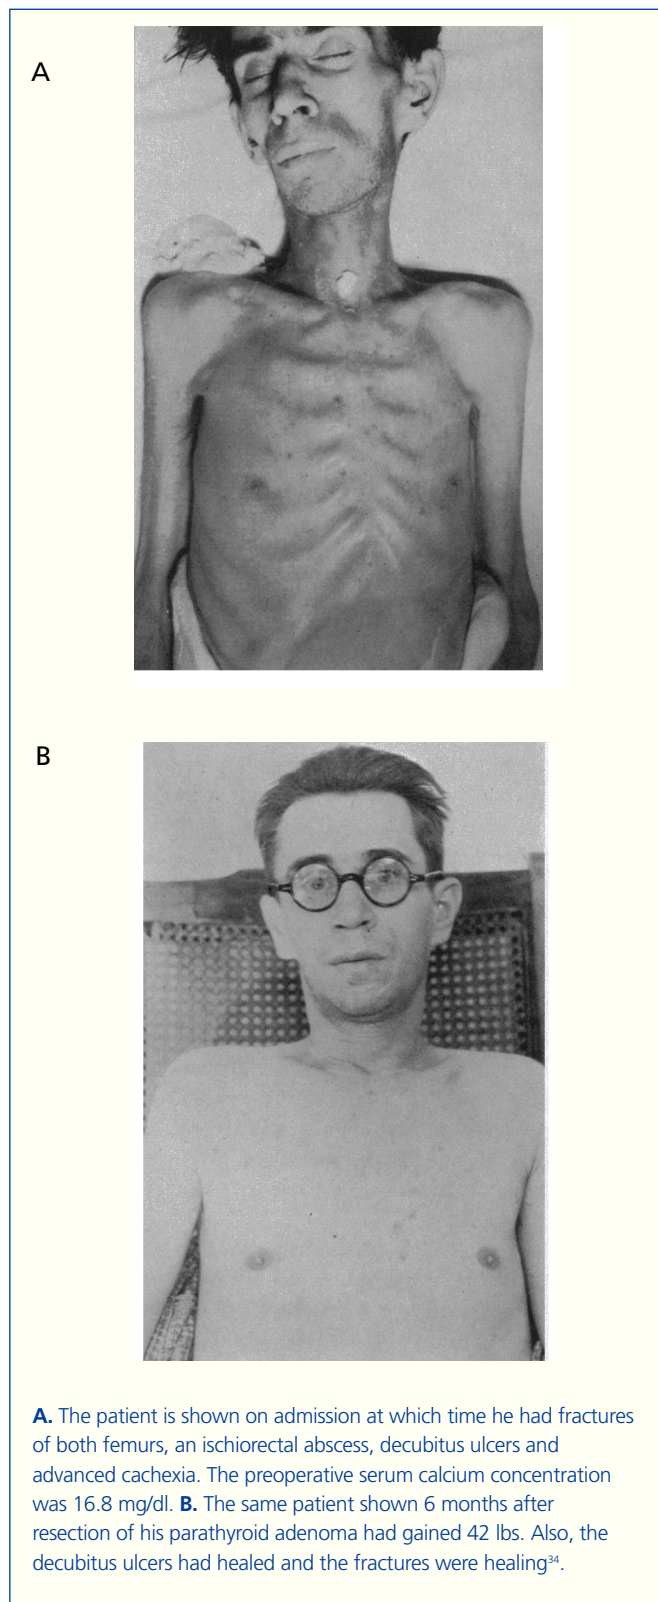 A
B
A. The patient is shown on admission at which time he had fractures
of both femurs, an ischiorectal abscess, decubitus ulcers and
advanced cachexia. The preoperative serum calcium concentration
was 16.8 mg/dl. B. The same patient shown 6 months after
resection of his parathyroid adenoma had gained 42 lbs. Also, the
decubitus ulcers had healed and the fractures were healing34.